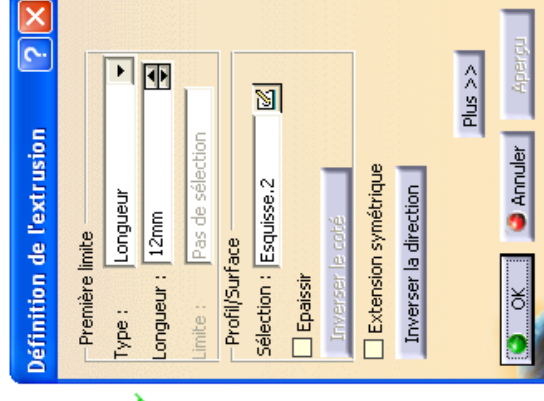 Définition de l'extrusion
Première limite
Type : Longueur
Longueur : 12mm
Limite : Pas de sélection
Profil/Surface
Sélection : Esquisse.2
Epaissir
Inverser le coté
Extension symétrique
Inverser la direction
Plus >>
OK Annuler Aperçu